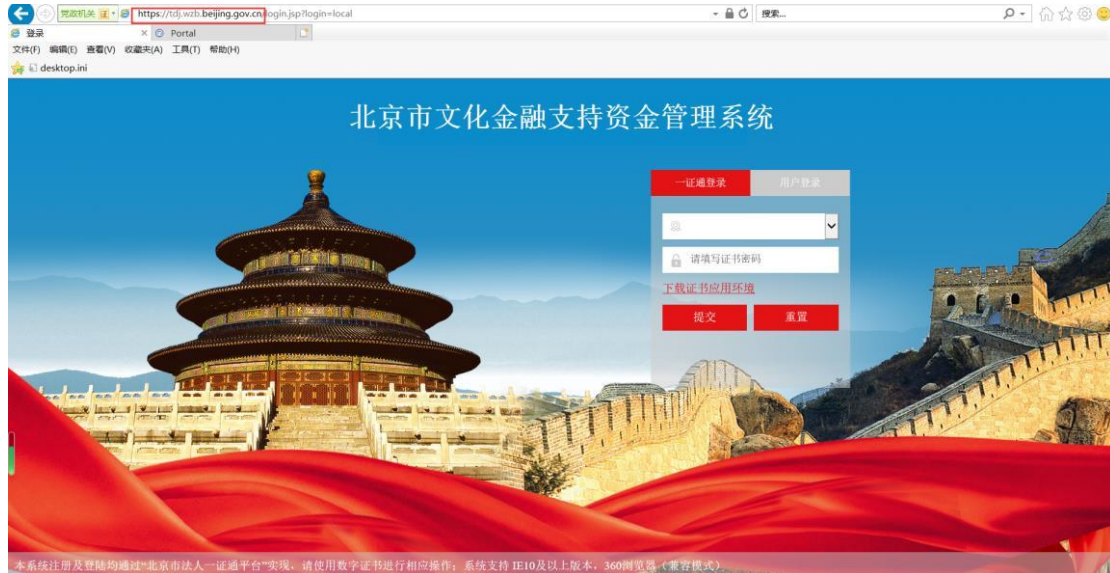 党政机关 证 https://tdj.wzb.beijing.gov.cn/login.jsp?login=local 搜索...
登录 × Portal
文件(F) 编辑(E) 查看(V) 收藏夹(A) 工具(T) 帮助(H)
desktop.ini
北京市文化金融支持资金管理系统
一证通登录 用户登录
请填写证书密码
下载证书应用环境
提交 重置
本系统注册及登陆均通过“北京市法人一证通平台”实现，请使用数字证书进行相应操作；系统支持 IE10及以上版本，360浏览器（兼容模式）